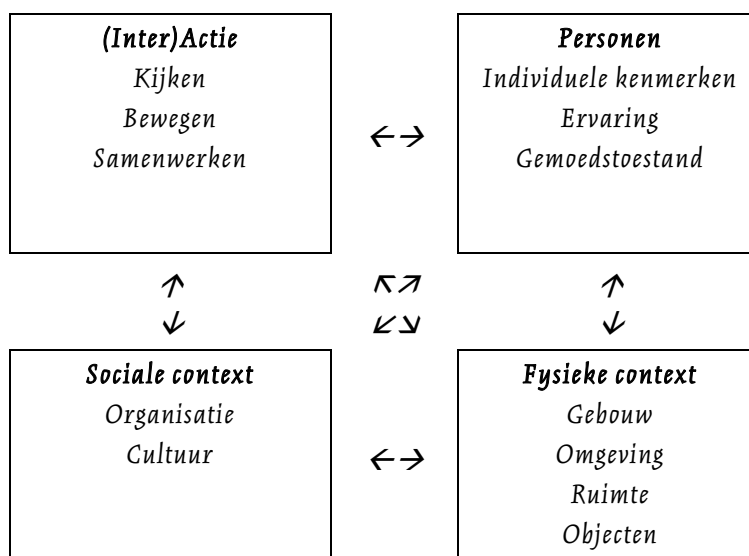 (Inter)Actie
Kijken
Bewegen
Samenwerken
Personen
Individuele kenmerken
Ervaring
Gemoedstoestand
Sociale context
Organisatie
Cultuur
Fysieke context
Gebouw
Omgeving
Ruimte
Objecten